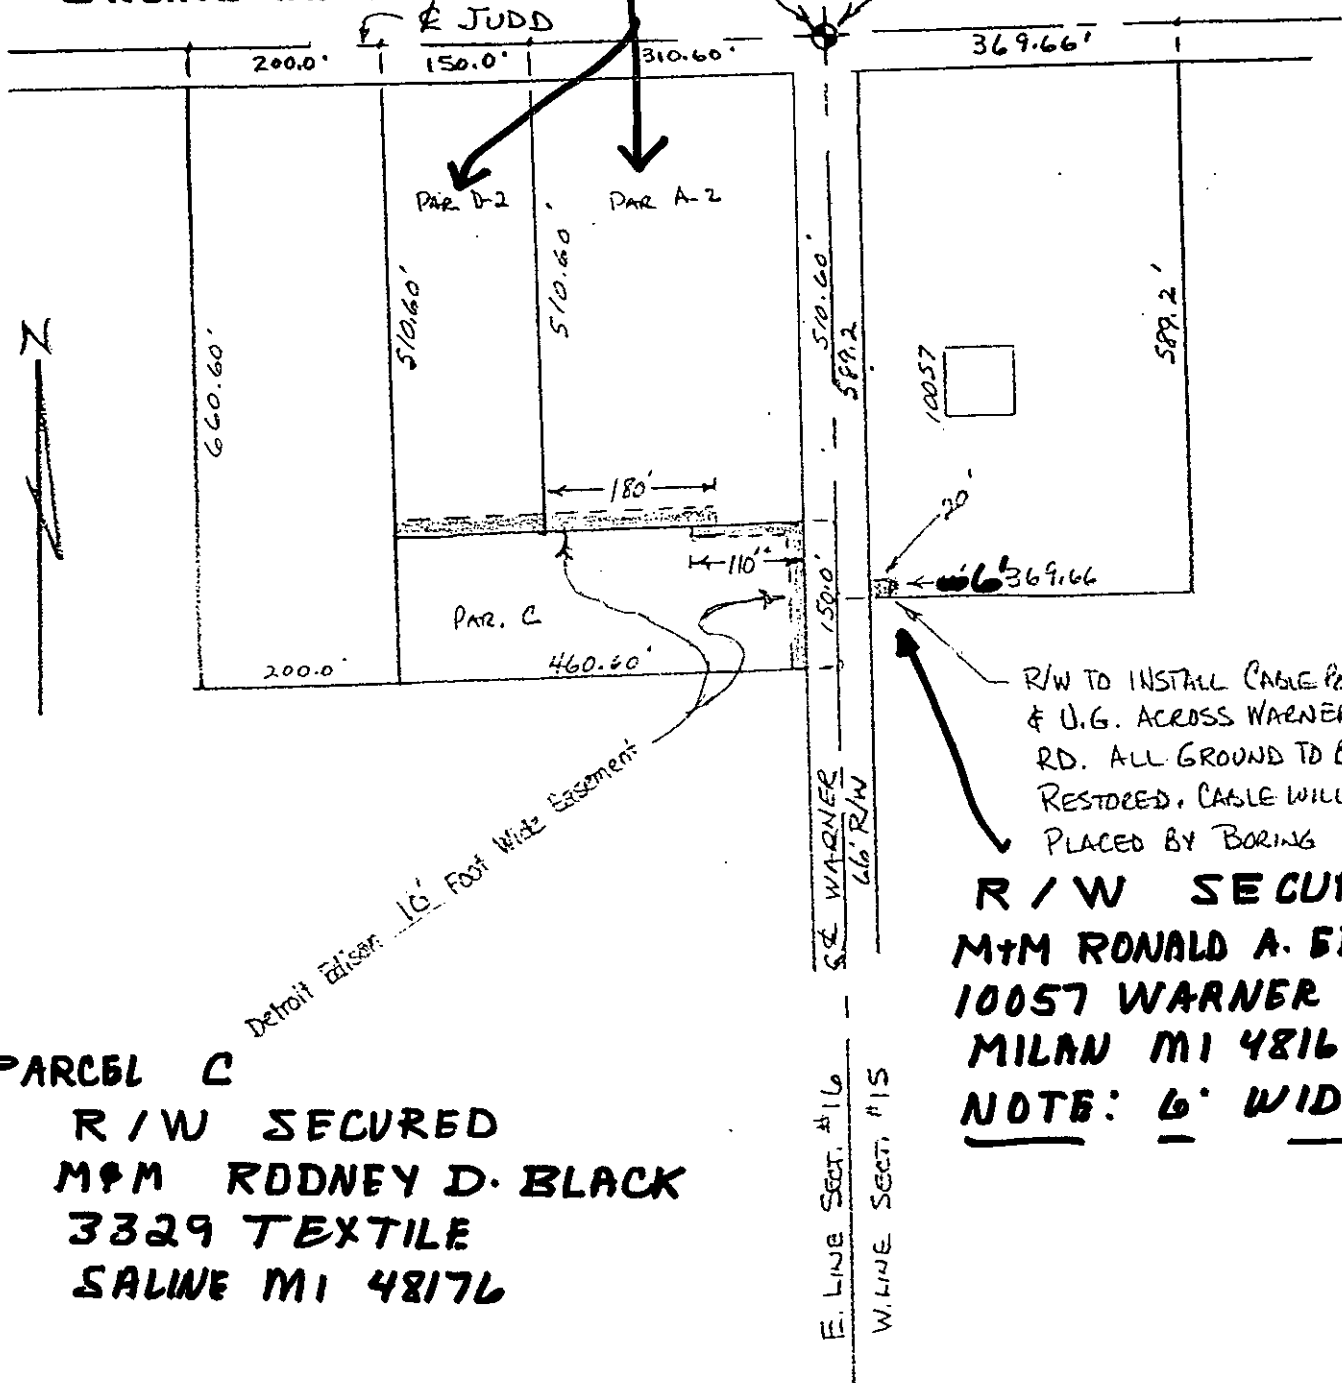 ₵ JUDD
200.0'
150.0'
310.60'
369.66'
PAR. D-2
PAR A-2
660.60'
510.60'
510.60'
510.60'
589.2
10057
589.2'
N
180'
110'
20'
6' 369.66
150.0'
PAR. C
200.0'
460.60'
R/W TO INSTALL CABLE
& U.G. ACROSS WARNER
RD. ALL GROUND TO
RESTORED. CABLE WILL
PLACED BY BORING
Detroit Edison 10' Foot Wide Easement
WARNER
66' R/W
R/W
M+M RONALD A.
10057 WARNER
MILAN MI 4816
NOTE: 6'
PARCEL C
R/W SECURED
M+M RODNEY D. BLACK
3329 TEXTILE
SALINE MI 48176
E. LINE SECT. #16
W. LINE SECT. #15